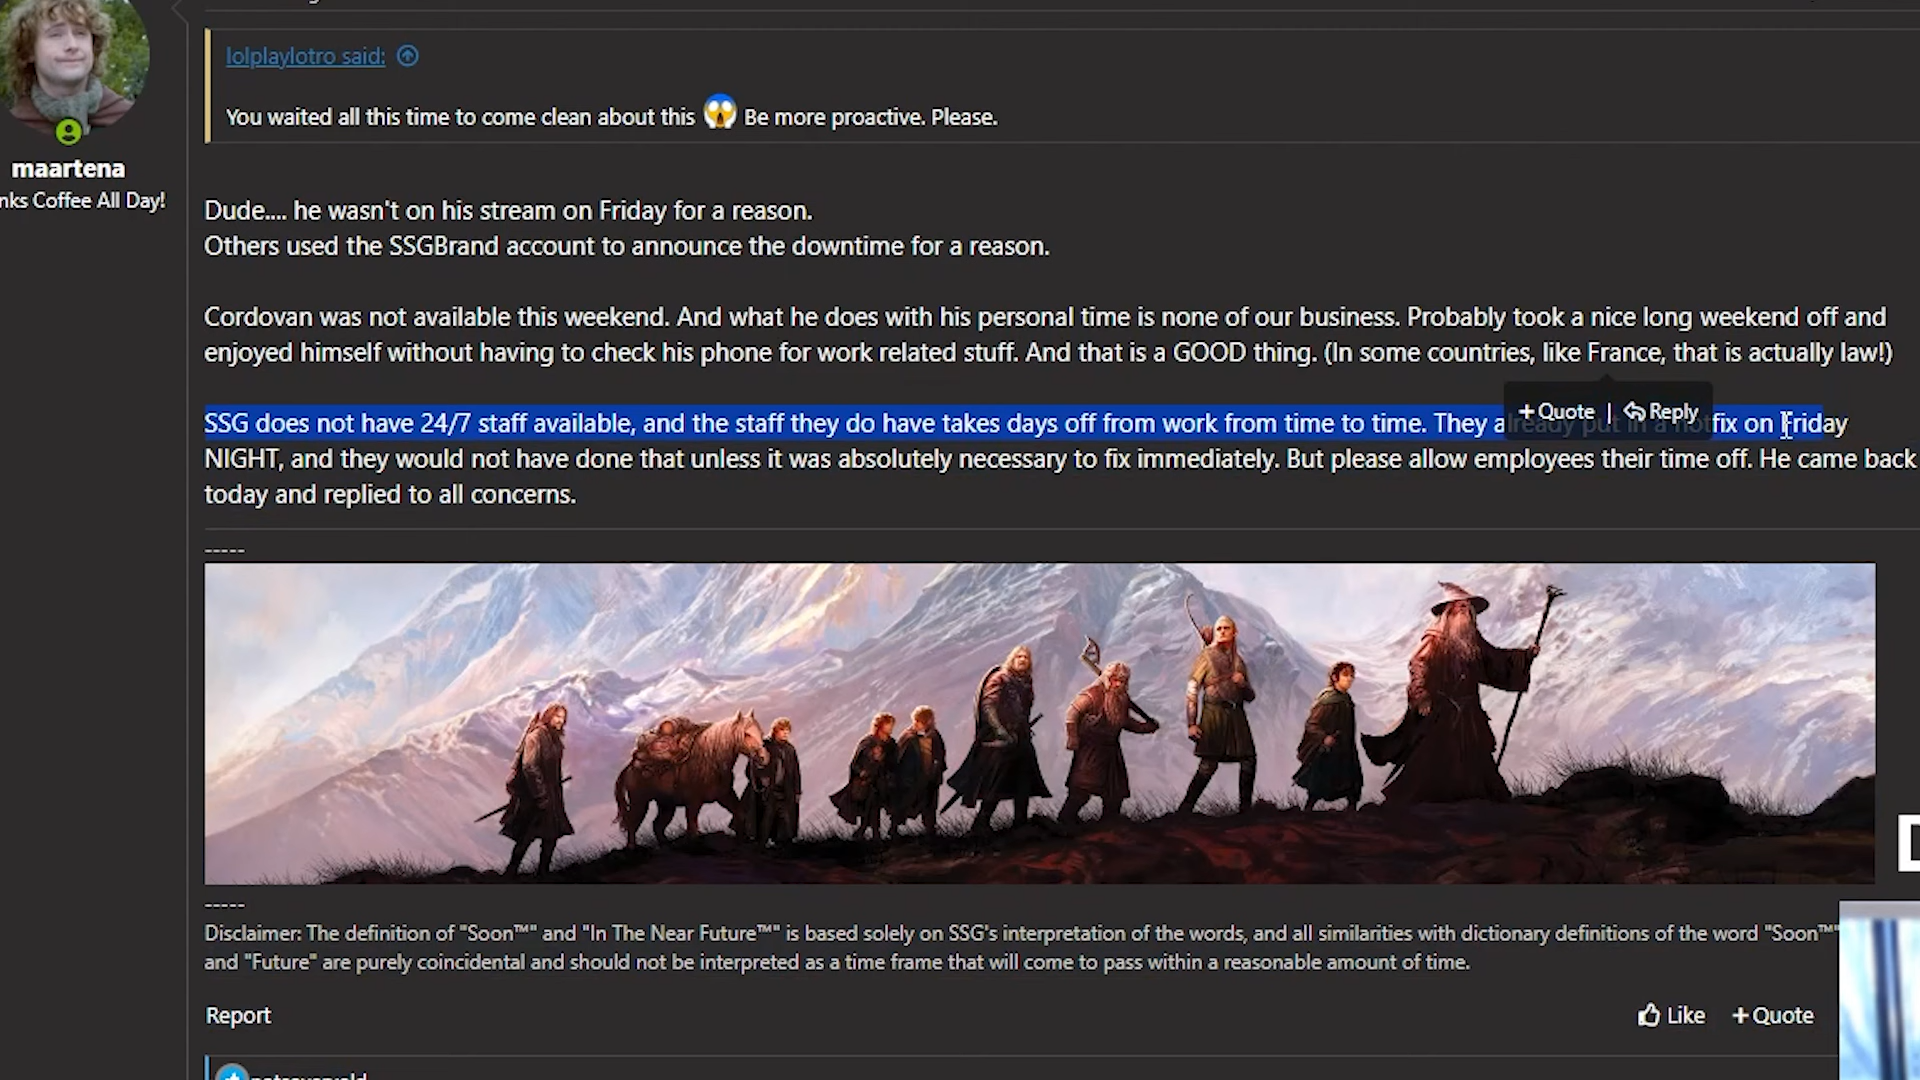 lolplaylotro said:
You waited all this time to come clean about this 😱 Be more proactive. Please.
maartena
nks Coffee All Day!
Dude.... he wasn't on his stream on Friday for a reason.
Others used the SSGBrand account to announce the downtime for a reason.
Cordovan was not available this weekend. And what he does with his personal time is none of our business. Probably took a nice long weekend off and
enjoyed himself without having to check his phone for work related stuff. And that is a GOOD thing. (In some countries, like France, that is actually law!)
+Quote | Reply
SSG does not have 24/7 staff available, and the staff they do have takes days off from work from time to time. They already put in a hotfix on Friday
NIGHT, and they would not have done that unless it was absolutely necessary to fix immediately. But please allow employees their time off. He came back
today and replied to all concerns.
-----
-----
Disclaimer: The definition of "Soon™" and "In The Near Future™" is based solely on SSG's interpretation of the words, and all similarities with dictionary definitions of the word "Soon™"
and "Future" are purely coincidental and should not be interpreted as a time frame that will come to pass within a reasonable amount of time.
Report
Like +Quote